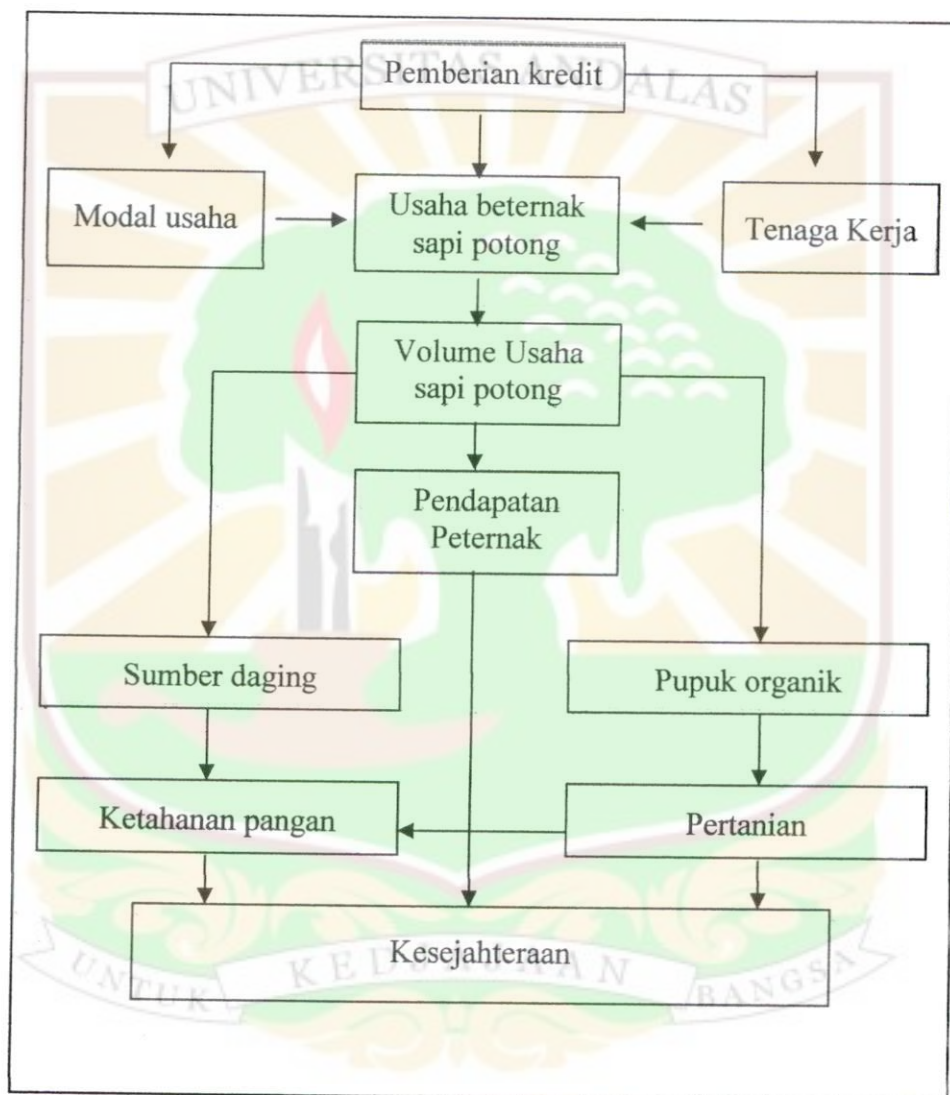 UNIVERSITAS ANDALAS
Pemberian kredit
Modal usaha
Usaha beternak
sapi potong
Tenaga Kerja
Volume Usaha
sapi potong
Pendapatan
Peternak
Sumber daging
Pupuk organik
Ketahanan pangan
Pertanian
Kesejahteraan
UNTUK KEDJAJAAN BANGSA